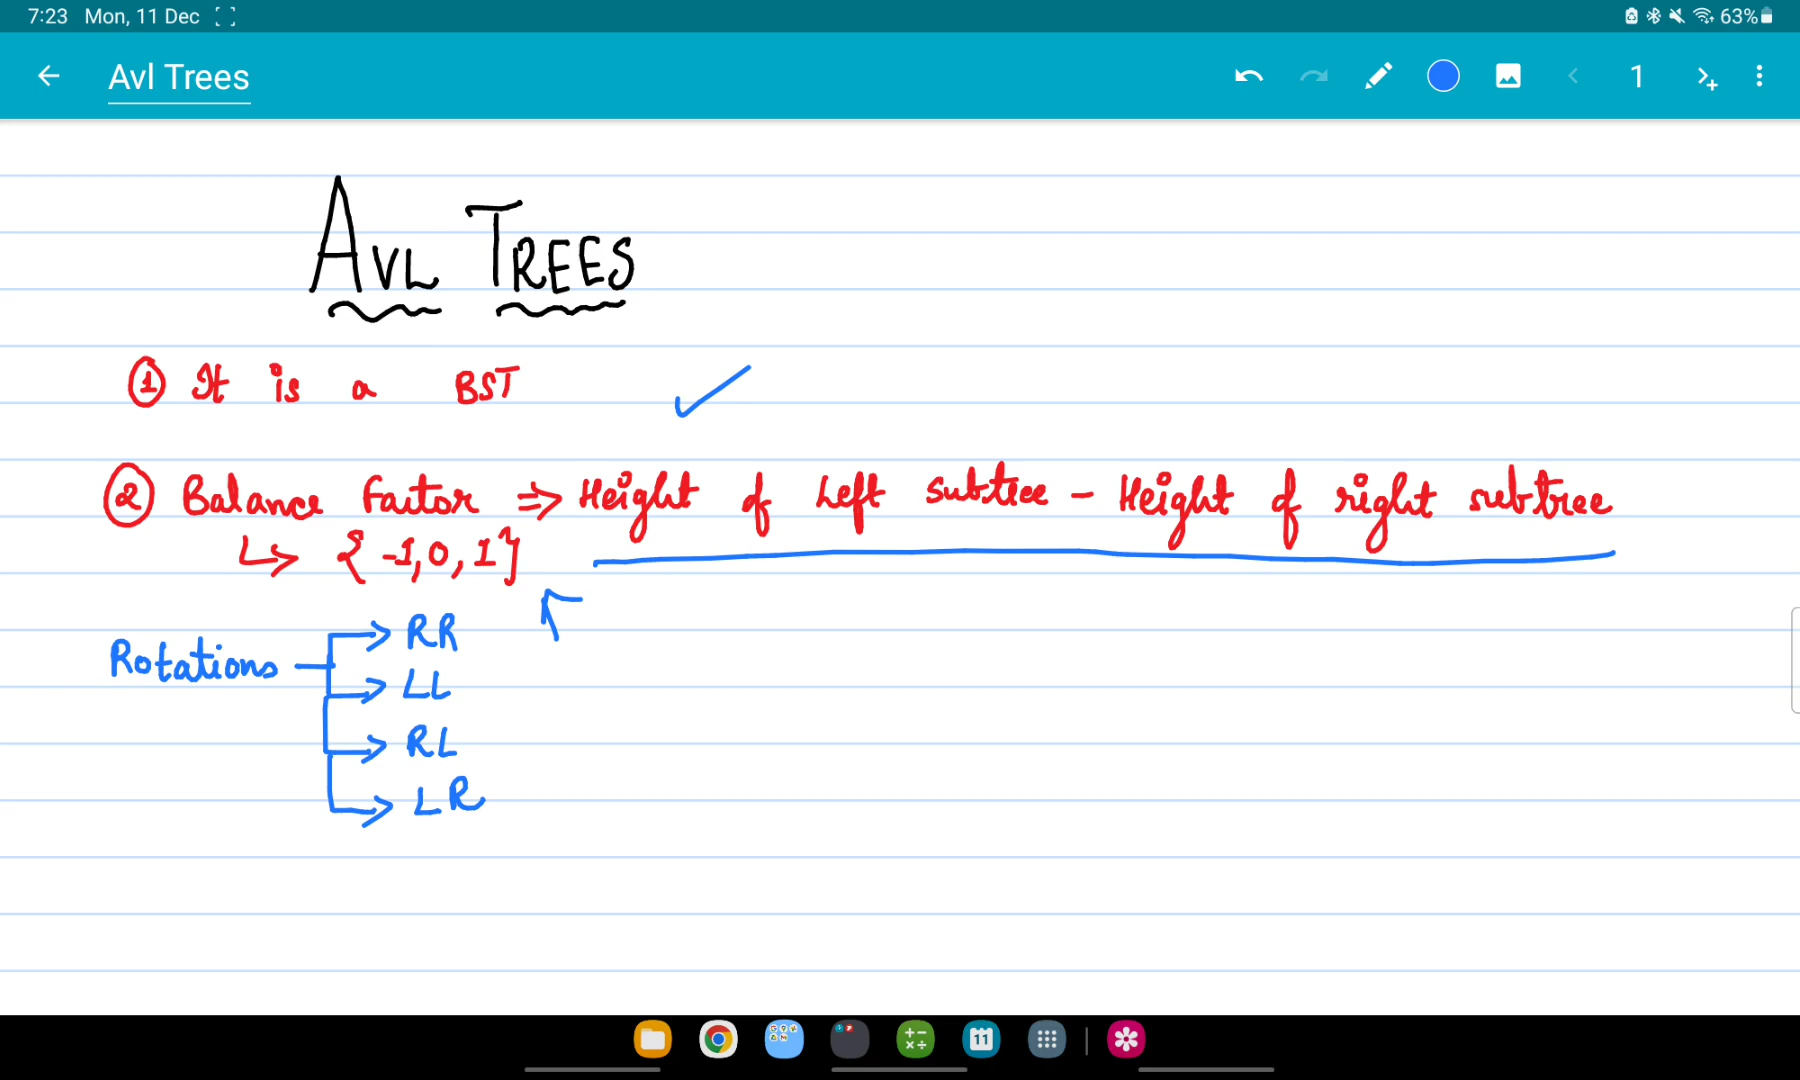 7:23 Mon, 11 Dec 63%
Avl Trees 1
AVL TREES
① It is a BST
② Balance Factor ⇒ Height of Left subtree - Height of right subtree
↳ {-1, 0, 1}
Rotations → RR
→ LL
→ RL
→ LR
11